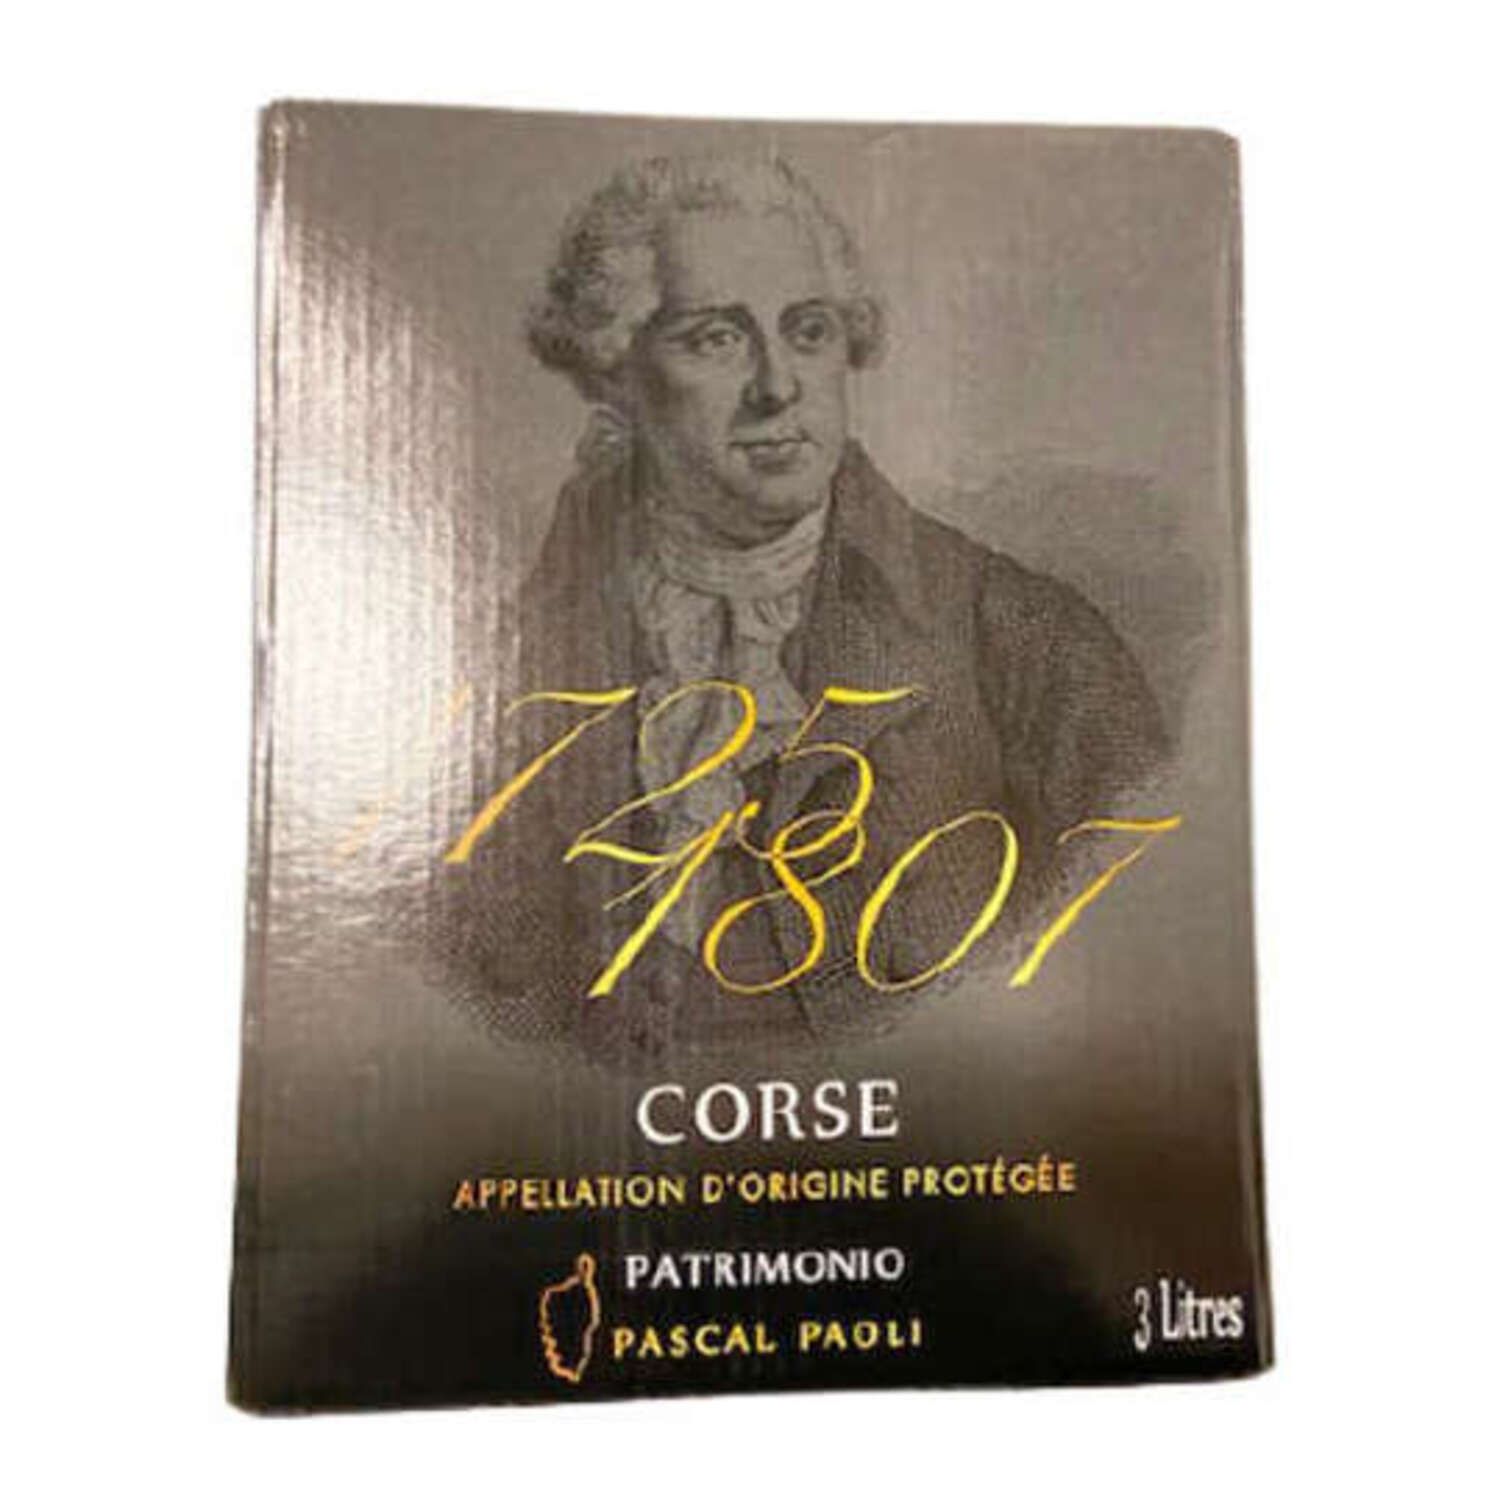 1725
1807
CORSE
APPELLATION D'ORIGINE PROTÉGÉE
PATRIMONIO
PASCAL PAOLI
3 Litres